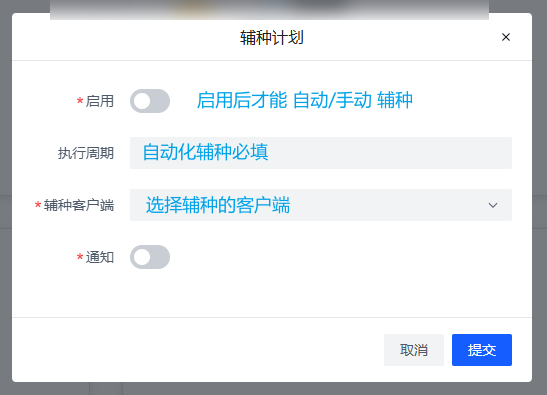 辅种计划
×
* 启用 启用后才能 自动/手动 辅种
执行周期 自动化辅种必填
* 辅种客户端 选择辅种的客户端
* 通知
取消 提交